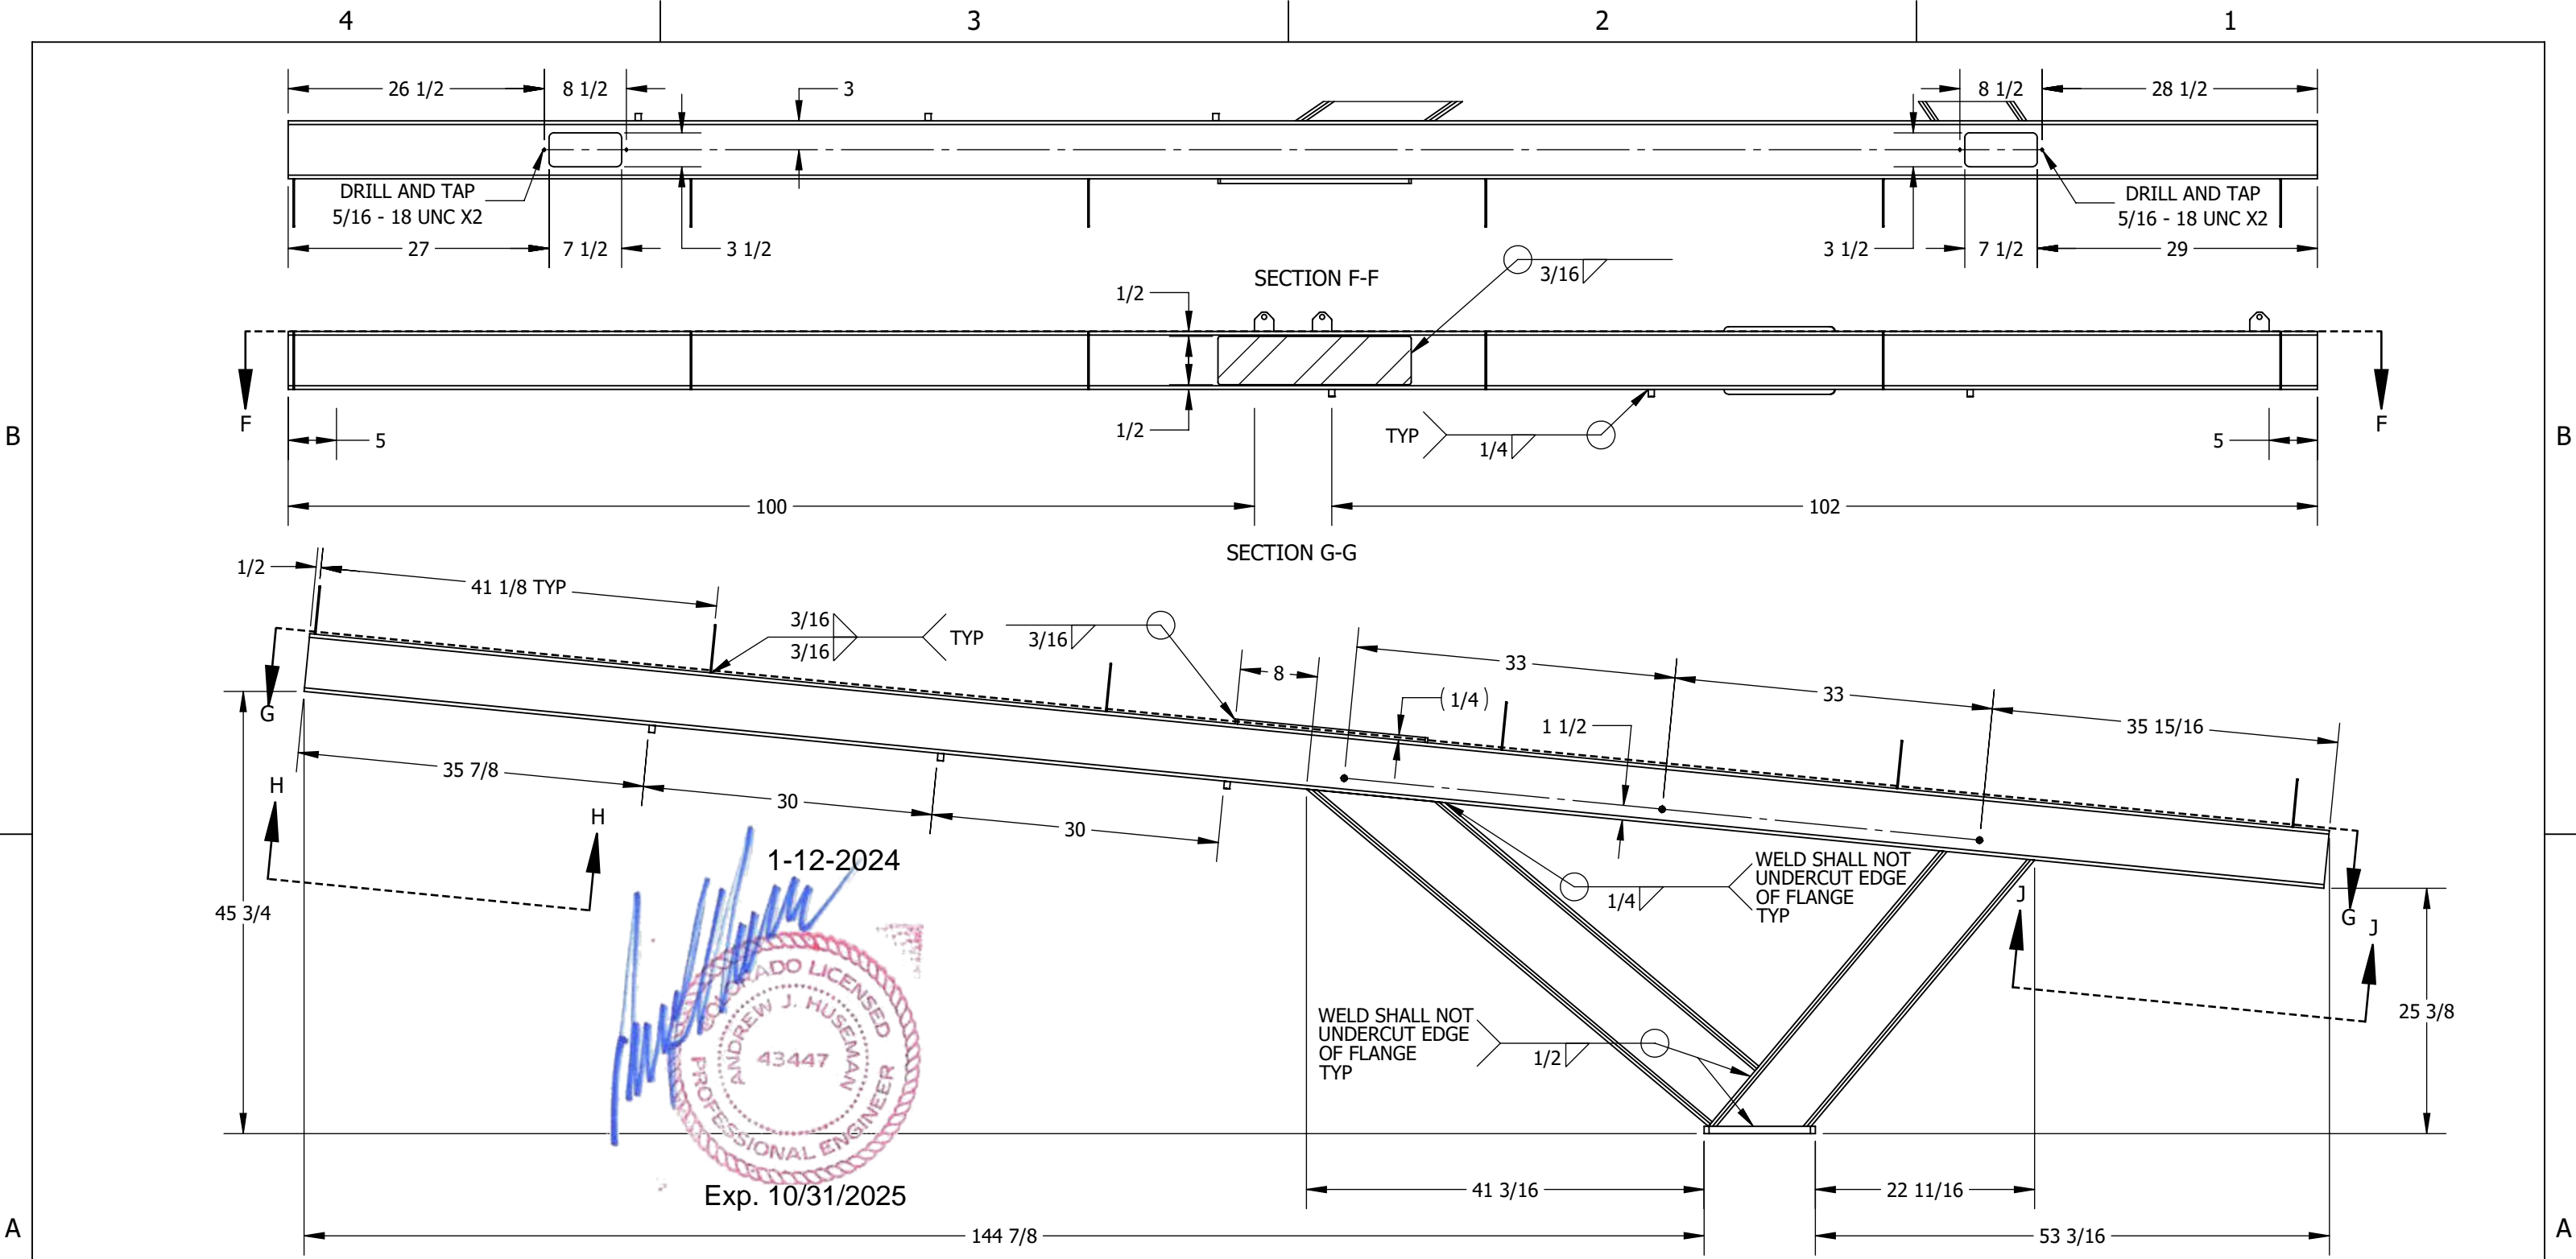 4 3 2 1
26 1/2 8 1/2 3 8 1/2 28 1/2
DRILL AND TAP
5/16 - 18 UNC X2
DRILL AND TAP
5/16 - 18 UNC X2
27 7 1/2 3 1/2 3 1/2 7 1/2 29
SECTION F-F
3/16
1/2
F F
B B
5 1/2 TYP 1/4 5
100 102
SECTION G-G
1/2 41 1/8 TYP
3/16
3/16
TYP
3/16
8
33
33
35 15/16
(1/4)
1 1/2
G
35 7/8
30
30
H H
45 3/4
1-12-2024
WELD SHALL NOT
UNDERCUT EDGE
OF FLANGE
TYP
1/4
J
G
J
25 3/8
COLORADO LICENSED
ANDREW J. HUSEMAN
43447
PROFESSIONAL ENGINEER
Exp. 10/31/2025
WELD SHALL NOT
UNDERCUT EDGE
OF FLANGE
TYP
1/2
41 3/16 22 11/16
A A
144 7/8 53 3/16